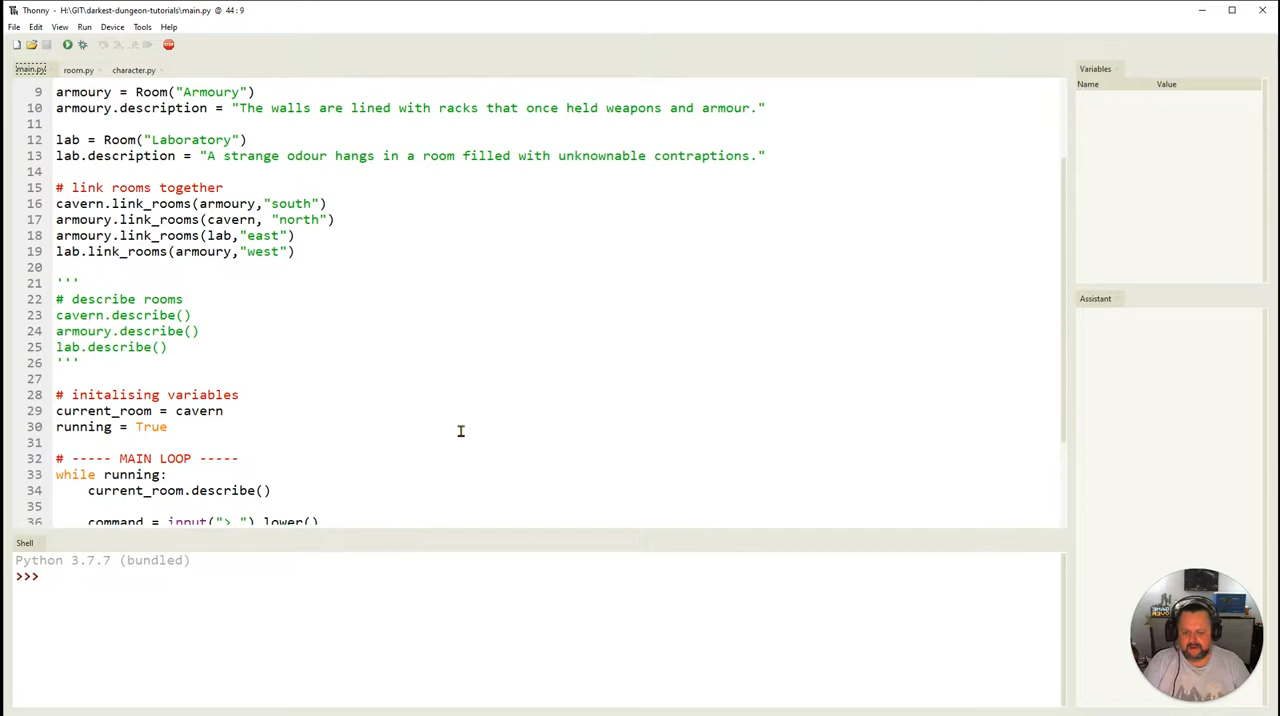 Thonny - H:\GIT\darkest-dungeon-tutorials\main.py @ 44:9
File Edit View Run Device Tools Help
main.py room.py character.py
9 armoury = Room("Armoury")
10 armoury.description = "The walls are lined with racks that once held weapons and armour."
11
12 lab = Room("Laboratory")
13 lab.description = "A strange odour hangs in a room filled with unknownable contraptions."
14
15 # link rooms together
16 cavern.link_rooms(armoury,"south")
17 armoury.link_rooms(cavern, "north")
18 armoury.link_rooms(lab,"east")
19 lab.link_rooms(armoury,"west")
20
21 '''
22 # describe rooms
23 cavern.describe()
24 armoury.describe()
25 lab.describe()
26 '''
27
28 # initalising variables
29 current_room = cavern
30 running = True
31
32 # ----- MAIN LOOP -----
33 while running:
34 current_room.describe()
35
36 command = input("> ").lower()
Shell
Python 3.7.7 (bundled)
>>>
Variables
Name Value
Assistant